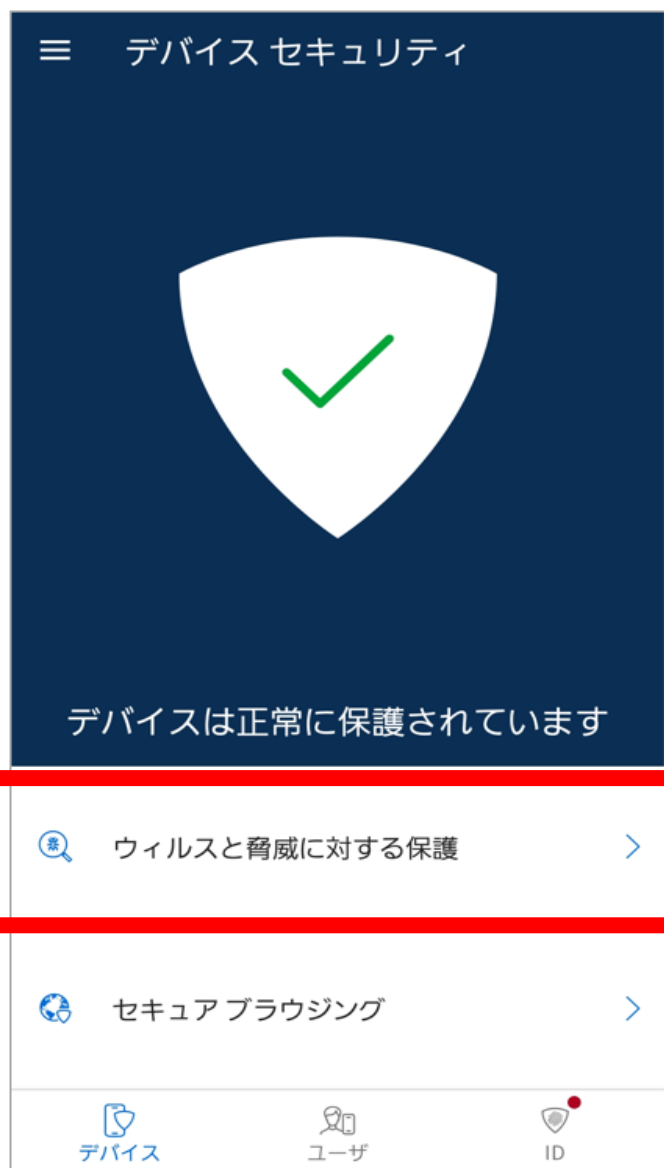 デバイス セキュリティ
デバイスは正常に保護されています
ウィルスと脅威に対する保護
セキュア ブラウジング
デバイス
ユーザ
ID